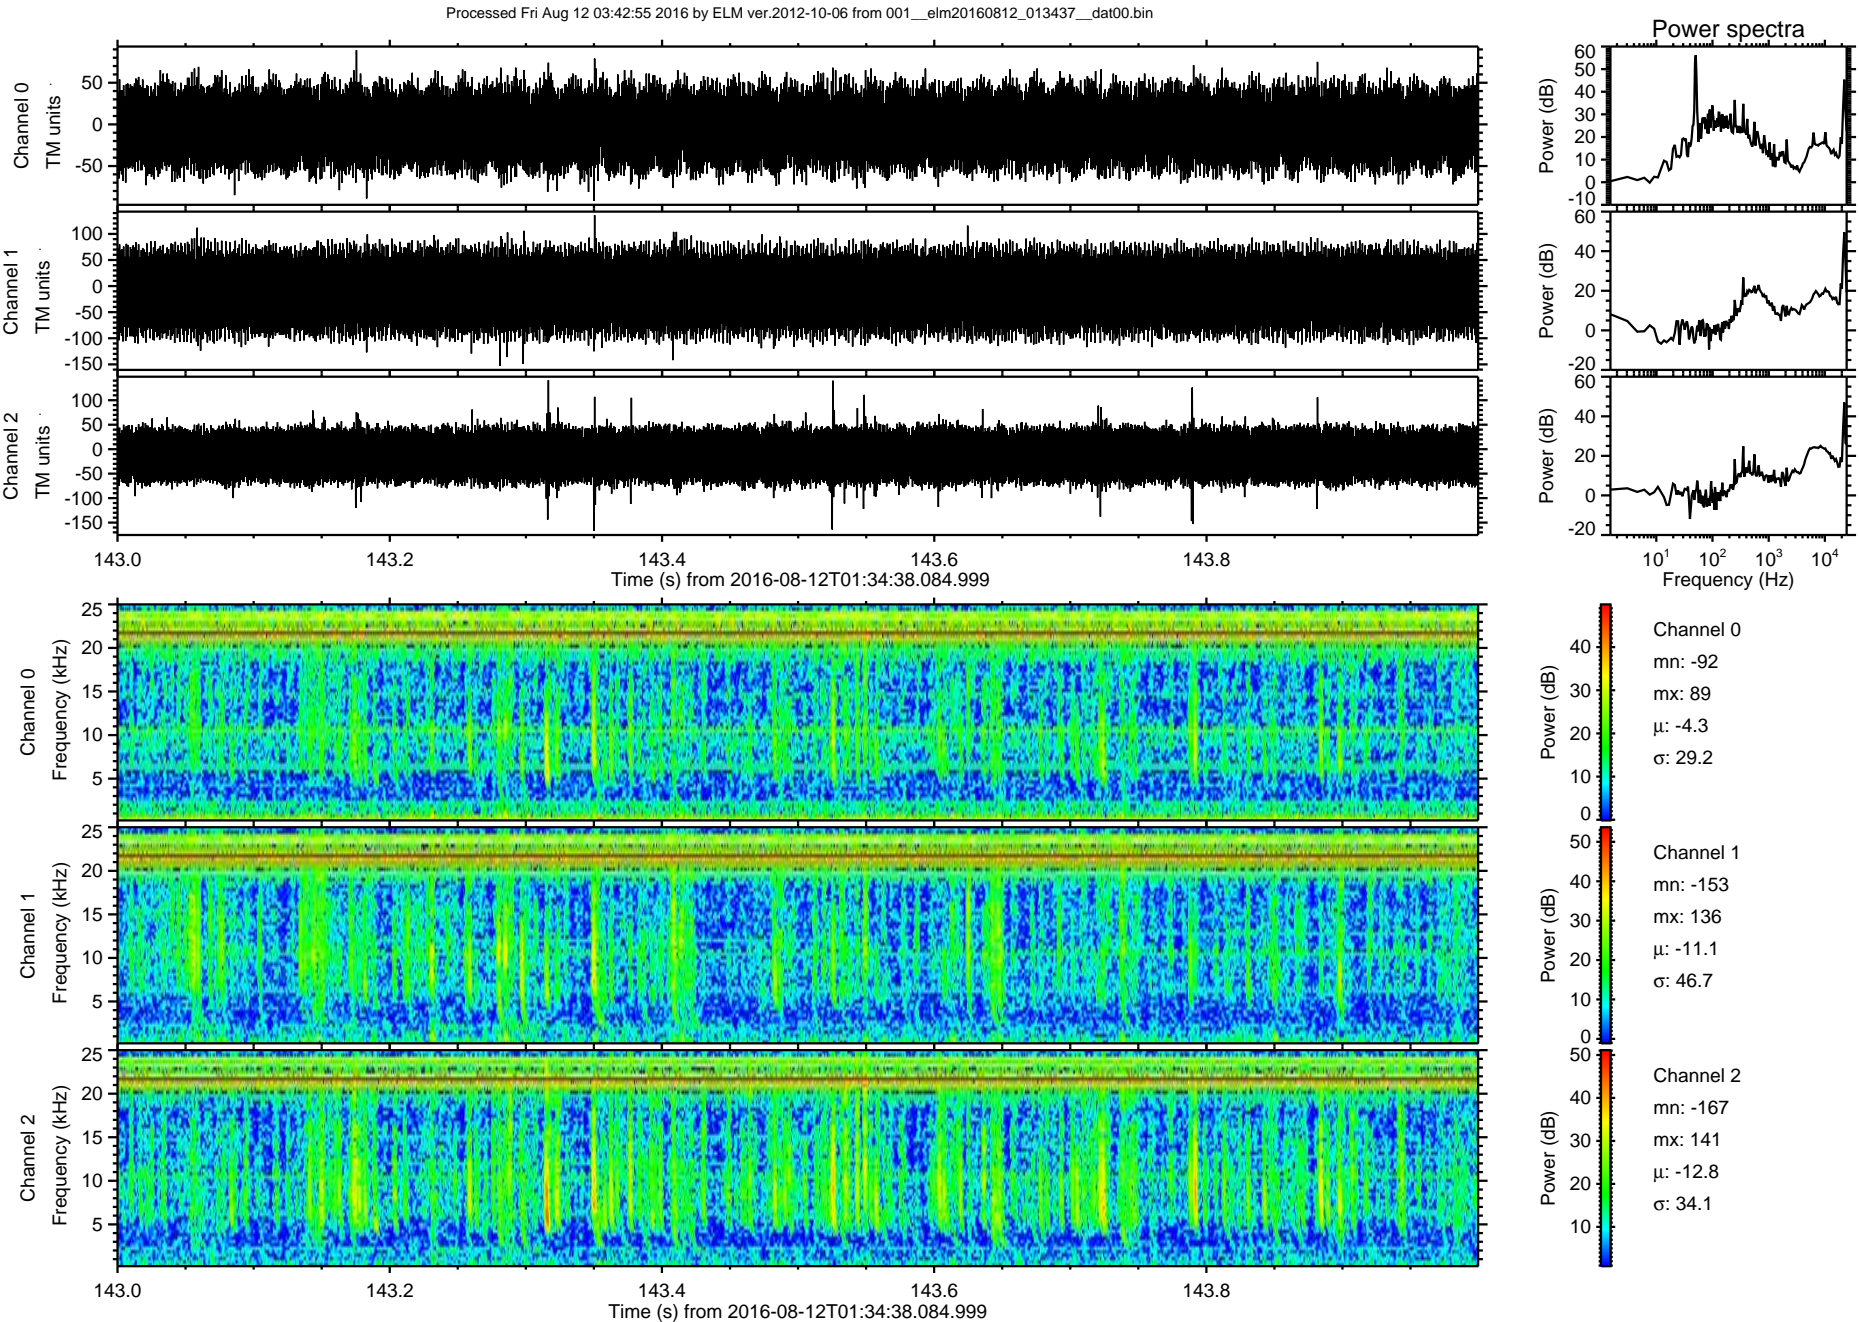 Processed Fri Aug 12 03:42:55 2016 by ELM ver.2012-10-06 from 001__elm20160812_013437__dat00.bin
Power spectra
Channel 0
TM units
50
0
-50
Power (dB)
60
50
40
30
20
10
0
-10
Channel 1
TM units
100
50
0
-50
-100
-150
Power (dB)
60
40
20
0
-20
Channel 2
TM units
100
50
0
-50
-100
-150
Power (dB)
60
40
20
0
-20
143.0 143.2 143.4 143.6 143.8
Time (s) from 2016-08-12T01:34:38.084.999
10¹ 10² 10³ 10⁴
Frequency (Hz)
Channel 0
Frequency (kHz)
25
20
15
10
5
Power (dB)
40
30
20
10
0
Channel 0
mn: -92
mx: 89
μ: -4.3
σ: 29.2
Channel 1
Frequency (kHz)
25
20
15
10
5
Power (dB)
50
40
30
20
10
0
Channel 1
mn: -153
mx: 136
μ: -11.1
σ: 46.7
Channel 2
Frequency (kHz)
25
20
15
10
5
Power (dB)
50
40
30
20
10
Channel 2
mn: -167
mx: 141
μ: -12.8
σ: 34.1
143.0 143.2 143.4 143.6 143.8
Time (s) from 2016-08-12T01:34:38.084.999